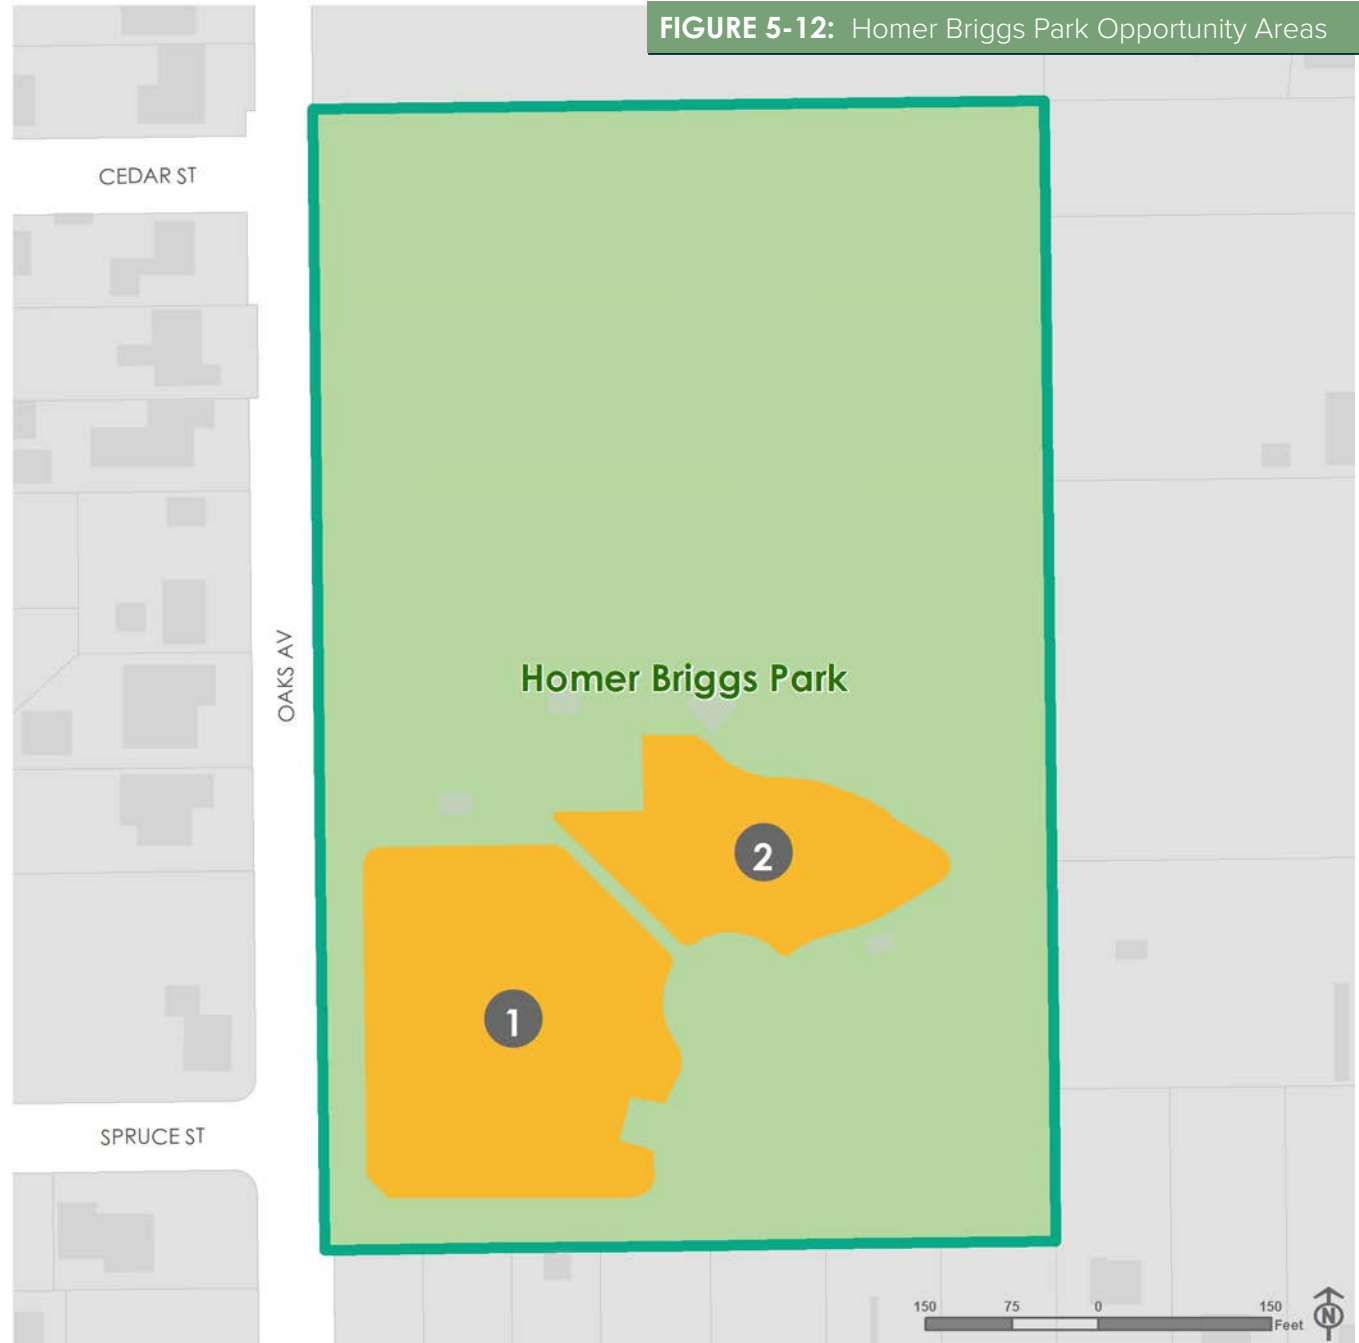 FIGURE 5-12: Homer Briggs Park Opportunity Areas
CEDAR ST
OAKS AV
Homer Briggs Park
2
1
SPRUCE ST
150 75 0 150
Feet
N